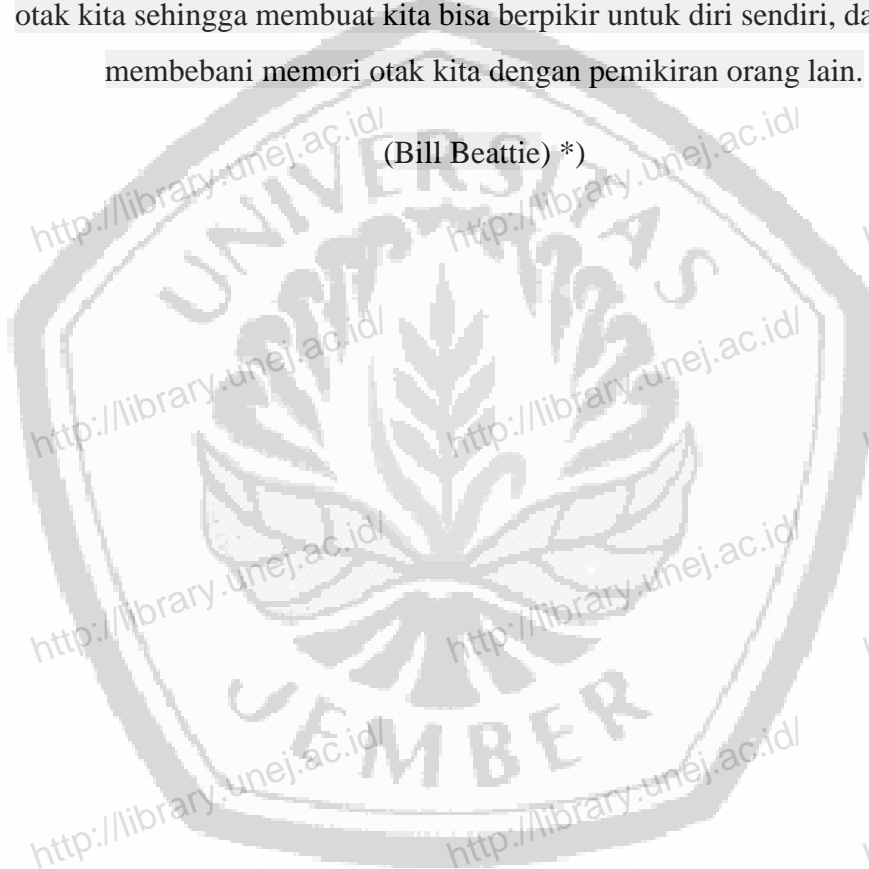 otak kita sehingga membuat kita bisa berpikir untuk diri sendiri, da
membebani memori otak kita dengan pemikiran orang lain.
(Bill Beattie) *)
http://library.unej.ac.id/
http://library.unej.ac.id/
UNIVERSITAS
http://library.unej.ac.id/
http://library.unej.ac.id/
http://library.unej.ac.id/
http://library.unej.ac.id/
JEMBER
http://library.unej.ac.id/
http://library.unej.ac.id/